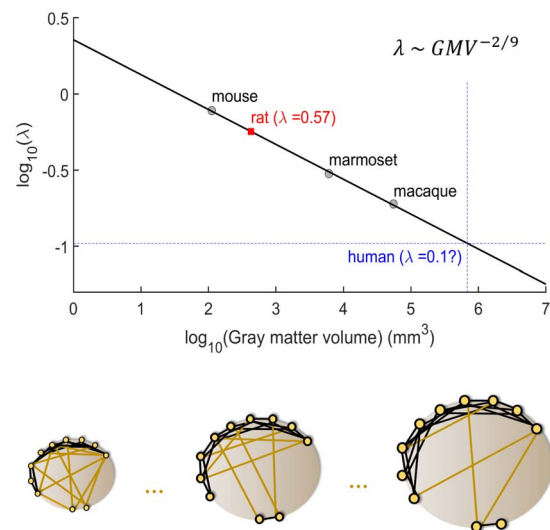 λ ~ GMV^{-2/9}
0.5
0
-0.5
-1
log₁₀(λ)
mouse
rat (λ =0.57)
marmoset
macaque
human (λ =0.1?)
0 1 2 3 4 5 6 7
log₁₀(Gray matter volume) (mm³)
... ...